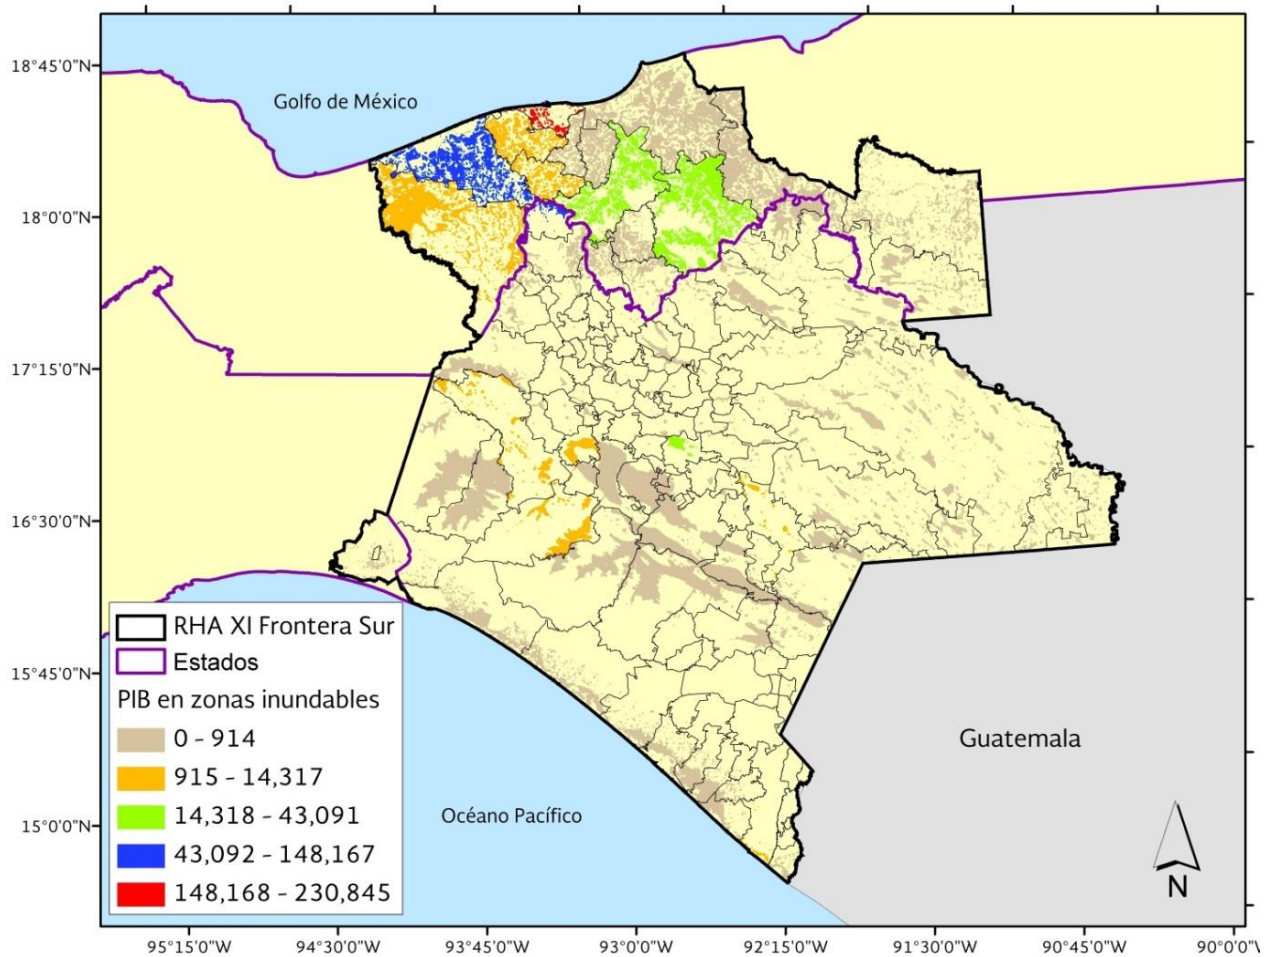 18°45'0"N
Golfo de México
18°0'0"N
17°15'0"N
16°30'0"N
RHA XI Frontera Sur
Estados
15°45'0"N
PIB en zonas inundables
0 - 914
Guatemala
915 - 14,317
14,318 - 43,091
Océano Pacífico
15°0'0"N
43,092 - 148,167
148,168 - 230,845
N
95°15'0"W 94°30'0"W 93°45'0"W 93°0'0"W 92°15'0"W 91°30'0"W 90°45'0"W 90°0'0"V